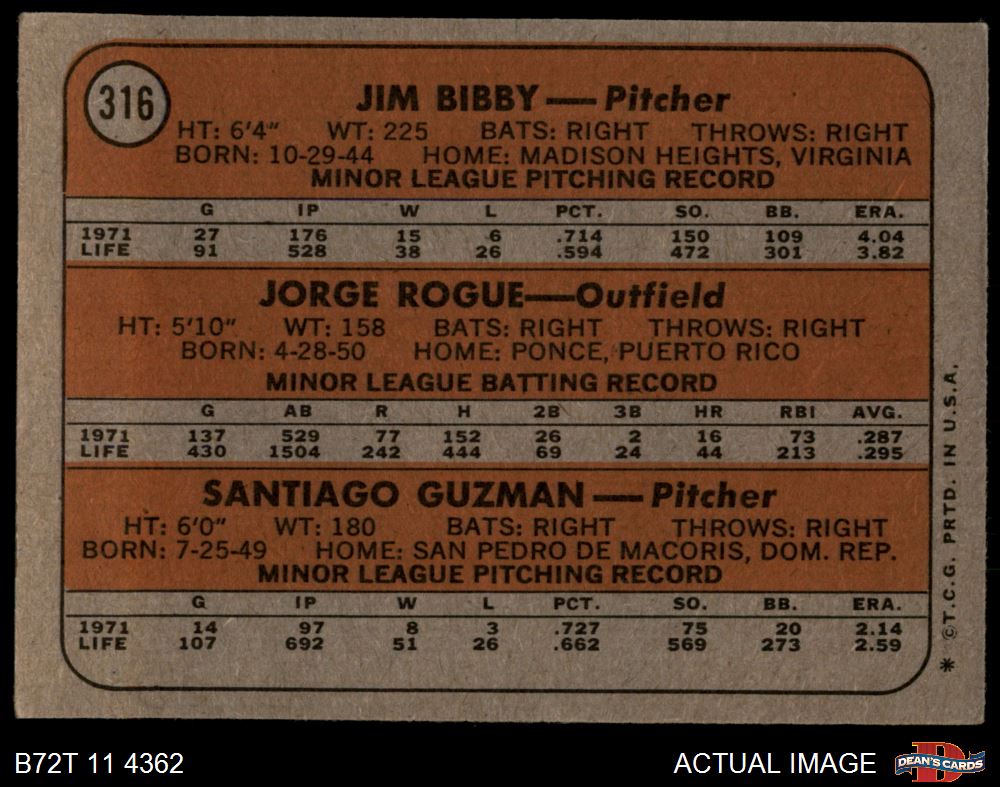 316
JIM BIBBY — Pitcher
HT: 6'4" WT: 225 BATS: RIGHT THROWS: RIGHT
BORN: 10-29-44 HOME: MADISON HEIGHTS, VIRGINIA
MINOR LEAGUE PITCHING RECORD
G IP W L PCT. SO. BB. ERA.
1971 27 176 15 6 .714 150 109 4.04
LIFE 91 528 38 26 .594 472 301 3.82
JORGE ROGUE—Outfield
HT: 5'10" WT: 158 BATS: RIGHT THROWS: RIGHT
BORN: 4-28-50 HOME: PONCE, PUERTO RICO
MINOR LEAGUE BATTING RECORD
G AB R H 2B 3B HR RBI AVG.
1971 137 529 77 152 26 2 16 73 .287
LIFE 430 1504 242 444 69 24 44 213 .295
SANTIAGO GUZMAN — Pitcher
HT: 6'0" WT: 180 BATS: RIGHT THROWS: RIGHT
BORN: 7-25-49 HOME: SAN PEDRO DE MACORIS, DOM. REP.
MINOR LEAGUE PITCHING RECORD
G IP W L PCT. SO. BB. ERA.
1971 14 97 8 3 .727 75 20 2.14
LIFE 107 692 51 26 .662 569 273 2.59
* ©T.C.G. PRTD. IN U.S.A.
B72T 11 4362
ACTUAL IMAGE
D
DEAN'S CARDS